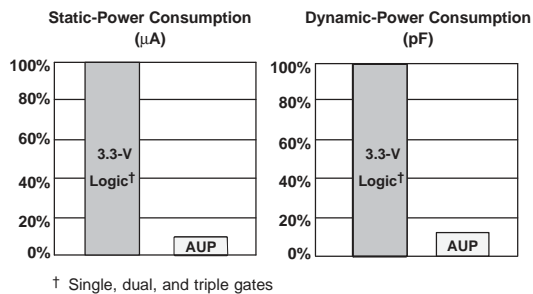 Static-Power Consumption
(µA)
100%
80%
60%
40%
20%
0%
3.3-V
Logic†
AUP
Dynamic-Power Consumption
(pF)
100%
80%
60%
40%
20%
0%
3.3-V
Logic†
AUP
† Single, dual, and triple gates